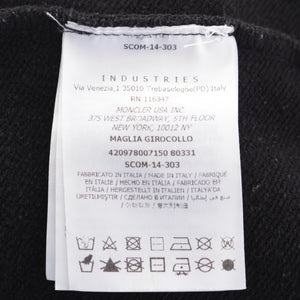 SCOM-14-303
INDUSTRIES
Via Venezia,1 35010 Trebaseleghe(PD) Italy
RN 116347
MONCLER USA INC.
375 WEST BROADWAY, 5TH FLOOR
NEW YORK, 10012 NY
MAGLIA GIROCOLLO
420978007150 80331
SCOM-14-303
FABBRICATO IN ITALIA / MADE IN ITALY / FABRIQUÉ
EN ITALIE / HECHO EN ITALIA / FABRICADO EM
ITÁLIA / HERGESTELLT IN ITALIEN / ITALYA'DA
ÜRETILMIŞTIR / СДЕЛАНО В ИТАЛИИ /